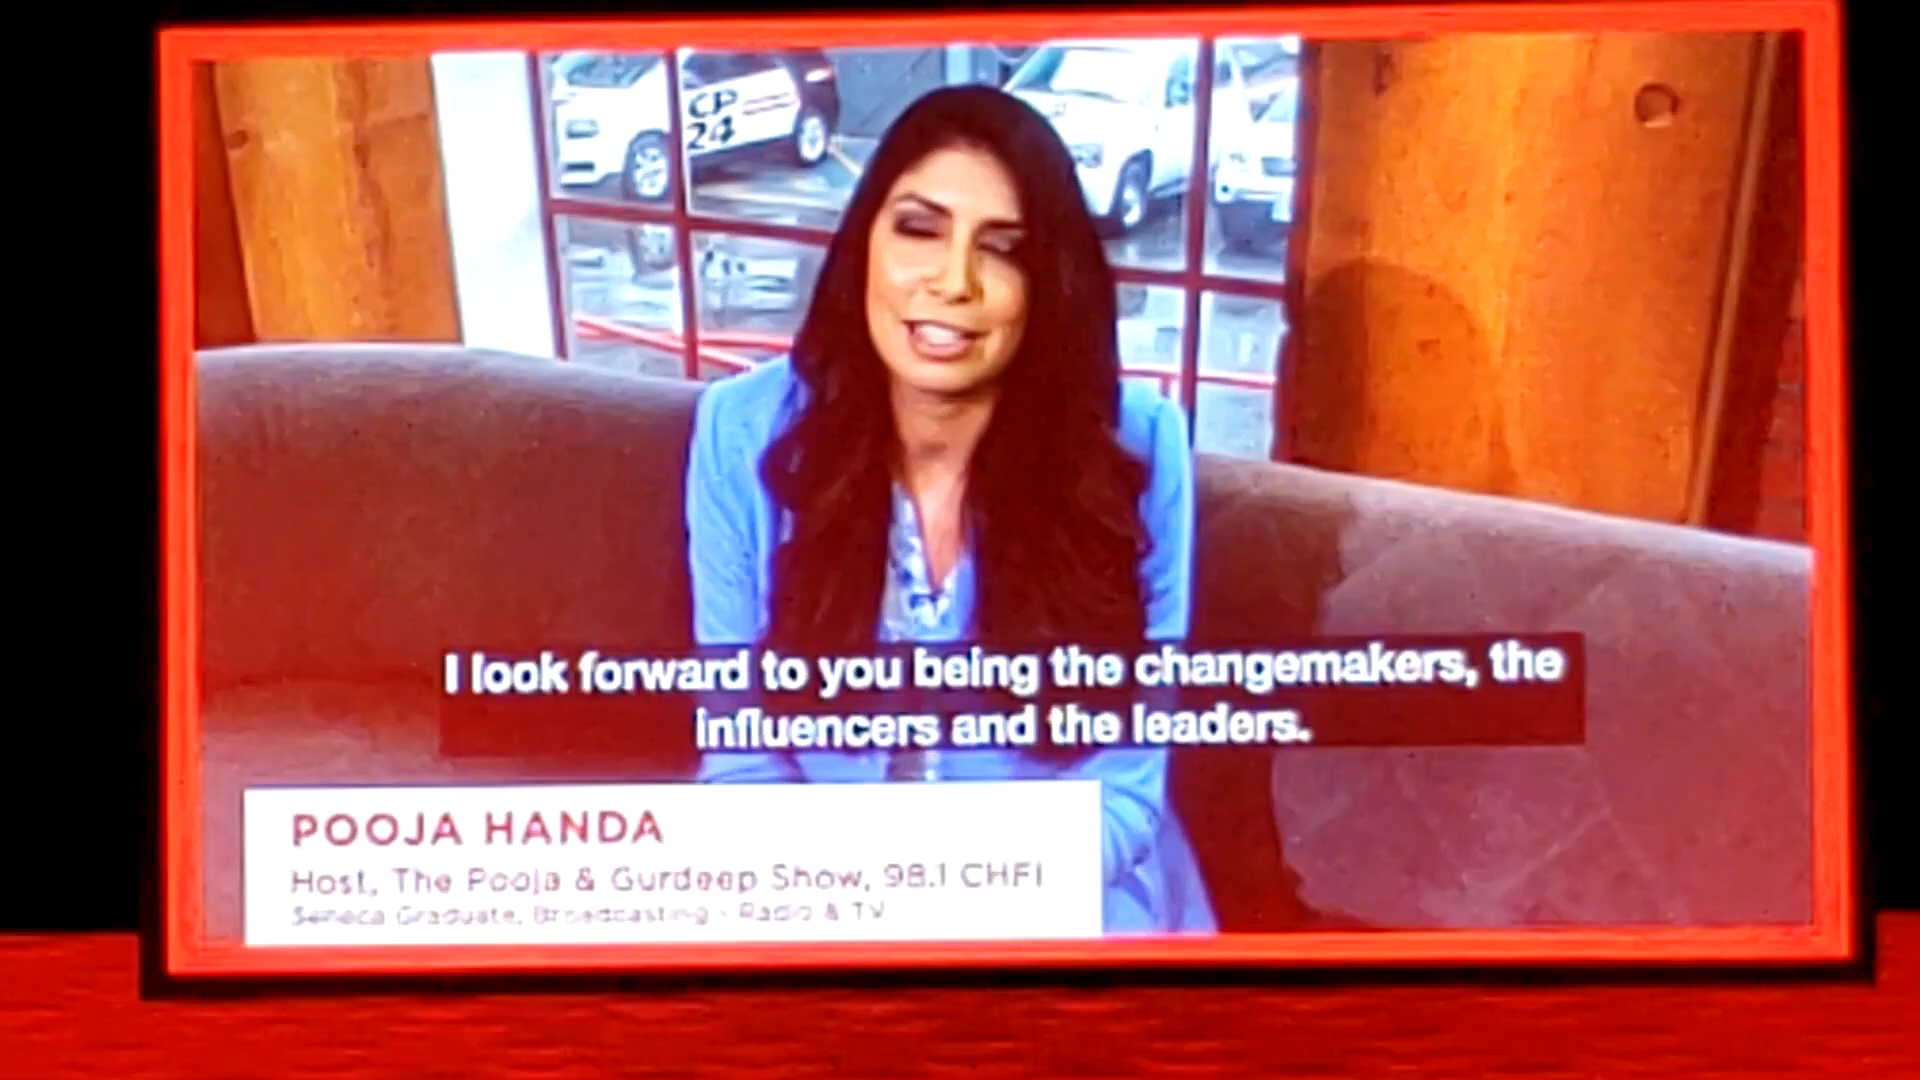 CP
24
I look forward to you being the changemakers, the
influencers and the leaders.
POOJA HANDA
Host, The Pooja & Gurdeep Show, 98.1 CHFI
Seneca Graduate, Broadcasting - Radio & TV